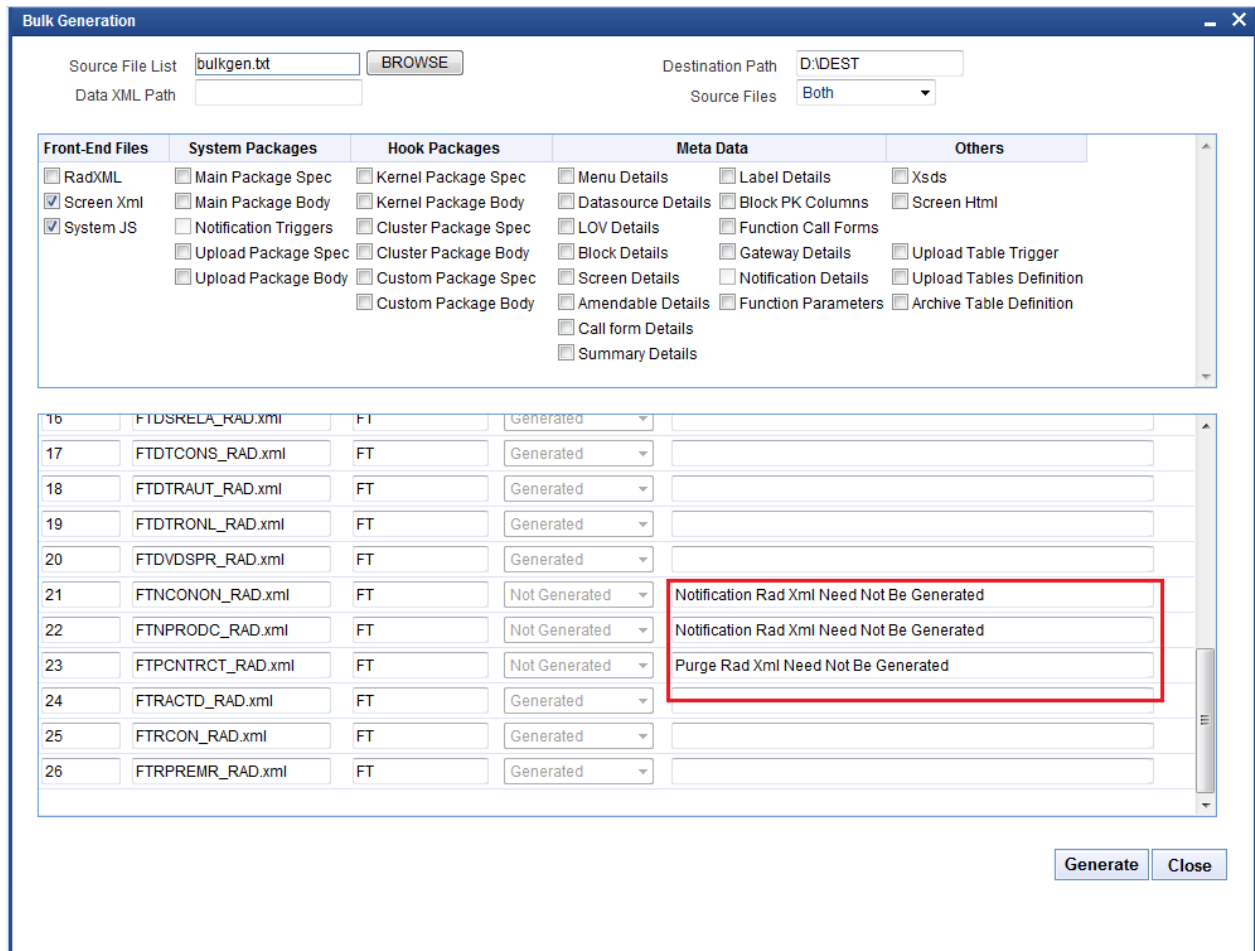 Bulk Generation
Source File List bulkgen.txt BROWSE Destination Path D:\DEST
Data XML Path Source Files Both
Front-End Files System Packages Hook Packages Meta Data Others
RadXML Main Package Spec Kernel Package Spec Menu Details Label Details Xsds
Screen Xml Main Package Body Kernel Package Body Datasource Details Block PK Columns Screen Html
System JS Notification Triggers Cluster Package Spec LOV Details Function Call Forms
Upload Package Spec Cluster Package Body Block Details Gateway Details Upload Table Trigger
Upload Package Body Custom Package Spec Screen Details Notification Details Upload Tables Definition
Custom Package Body Amendable Details Function Parameters Archive Table Definition
Call form Details
Summary Details
16 FTDSRELA_RAD.xml FT Generated
17 FTDTCONS_RAD.xml FT Generated
18 FTDTRAUT_RAD.xml FT Generated
19 FTDTRONL_RAD.xml FT Generated
20 FTDVDSPR_RAD.xml FT Generated
21 FTNCONON_RAD.xml FT Not Generated Notification Rad Xml Need Not Be Generated
22 FTNPRODC_RAD.xml FT Not Generated Notification Rad Xml Need Not Be Generated
23 FTPCNTRCT_RAD.xml FT Not Generated Purge Rad Xml Need Not Be Generated
24 FTRACTD_RAD.xml FT Generated
25 FTRCON_RAD.xml FT Generated
26 FTRPREMR_RAD.xml FT Generated
Generate Close